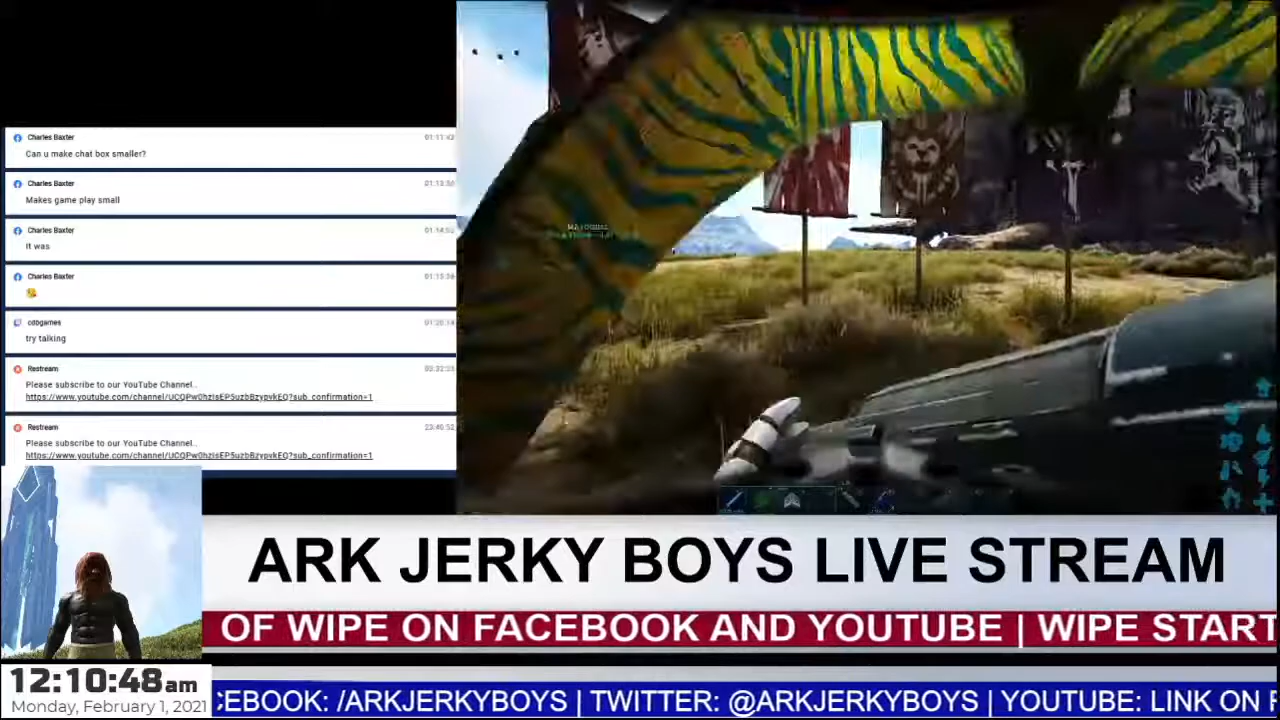 Charles Baxter 01:11:42
Can u make chat box smaller?
Charles Baxter
Makes game play small
Charles Baxter
It was
Charles Baxter
cdbgames
try talking
Restream
Please subscribe to our YouTube Channel..
Restream 23:40:52
Please subscribe to our YouTube Channel..
ARK JERKY BOYS LIVE STREAM
OF WIPE ON FACEBOOK AND YOUTUBE | WIPE START
12:10:48am
Monday, February 1, 2021
CEBOOK: /ARKJERKYBOYS | TWITTER: @ARKJERKYBOYS | YOUTUBE: LINK ON